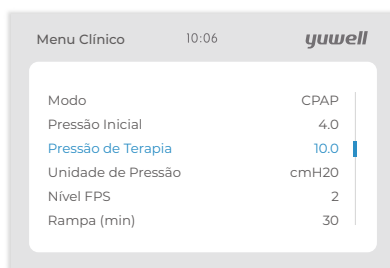 Menu Clínico 10:06 yuwell
Modo CPAP
Pressão Inicial 4.0
Pressão de Terapia 10.0
Unidade de Pressão cmH20
Nível FPS 2
Rampa (min) 30